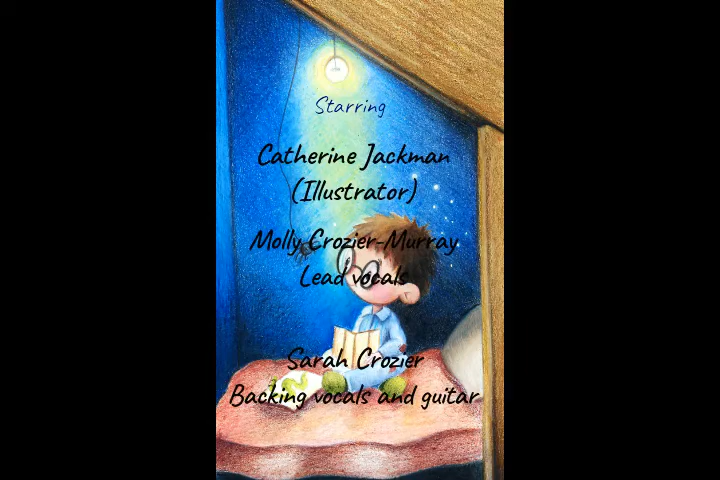 Starring
Catherine Jackman
(Illustrator)
Molly Crozier-Murray
Lead vocals
Sarah Crozier
Backing vocals and guitar